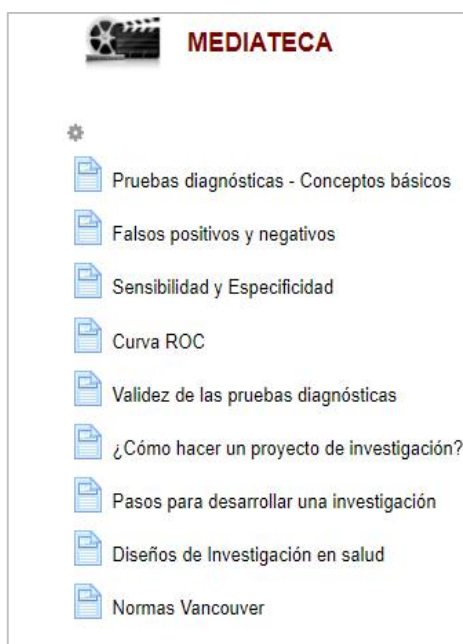 MEDIATECA
Pruebas diagnósticas - Conceptos básicos
Falsos positivos y negativos
Sensibilidad y Especificidad
Curva ROC
Validez de las pruebas diagnósticas
¿Cómo hacer un proyecto de investigación?
Pasos para desarrollar una investigación
Diseños de Investigación en salud
Normas Vancouver